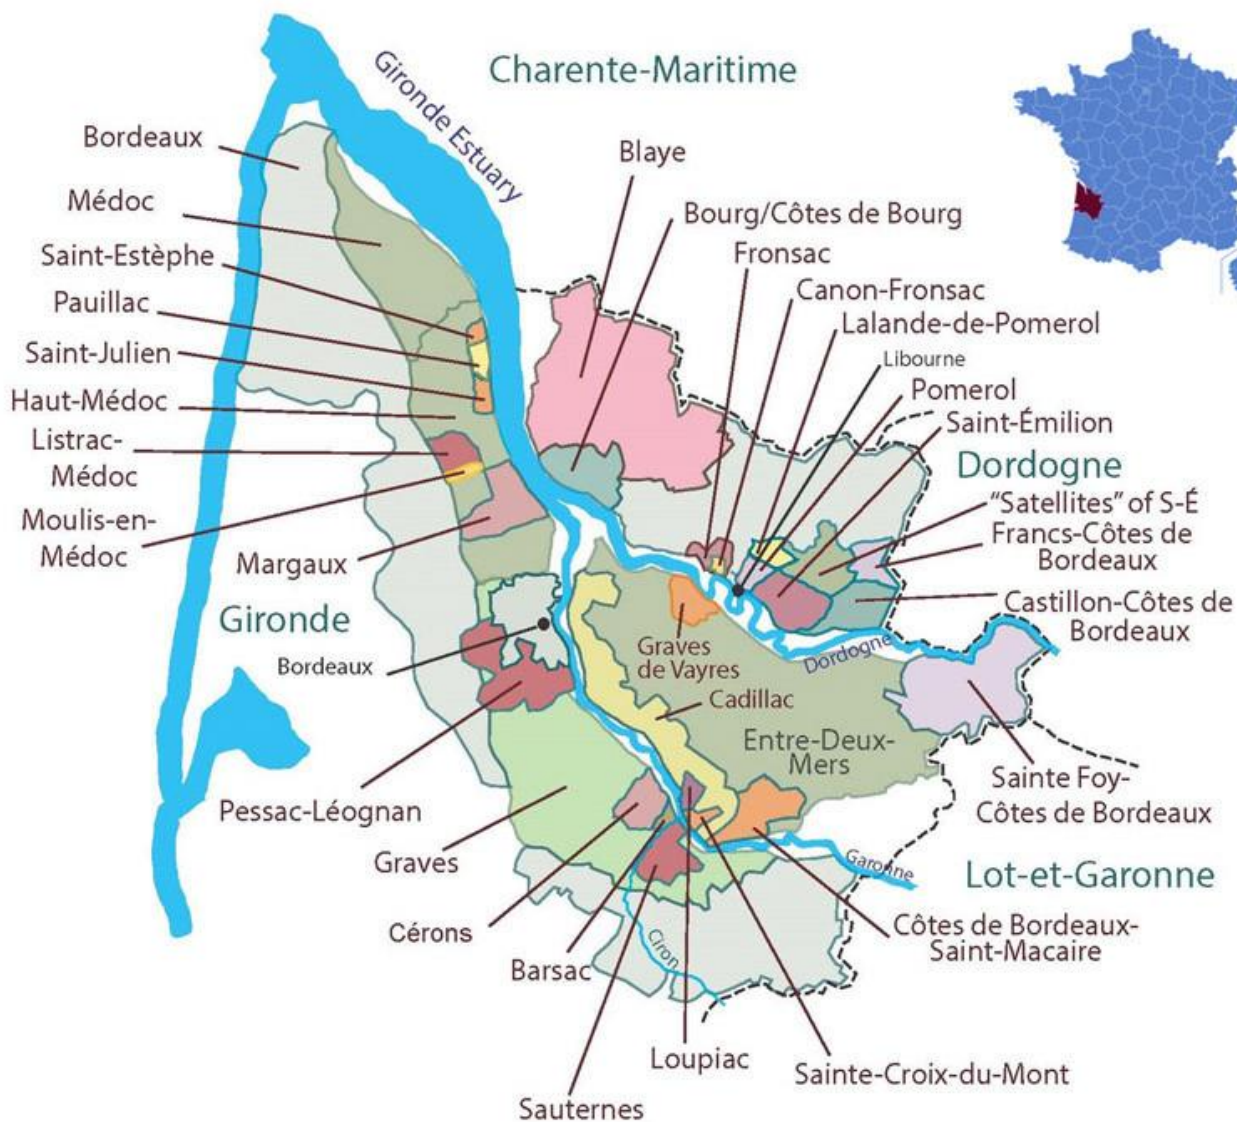 Charente-Maritime
Gironde Estuary
Bordeaux
Médoc
Saint-Estèphe
Pauillac
Saint-Julien
Haut-Médoc
Listrac-
Médoc
Moulis-en-
Médoc
Margaux
Gironde
Bordeaux
Pessac-Léognan
Graves
Cérons
Barsac
Sauternes
Blaye
Bourg/Côtes de Bourg
Fronsac
Canon-Fronsac
Lalande-de-Pomerol
Libourne
Pomerol
Saint-Émilion
Dordogne
"Satellites" of S-É
Francs-Côtes de
Bordeaux
Castillon-Côtes de
Bordeaux
Graves
de Vayres
Dordogne
Cadillac
Entre-Deux-
Mers
Sainte Foy-
Côtes de Bordeaux
Garonne
Lot-et-Garonne
Côtes de Bordeaux-
Saint-Macaire
Ciron
Loupiac
Sainte-Croix-du-Mont